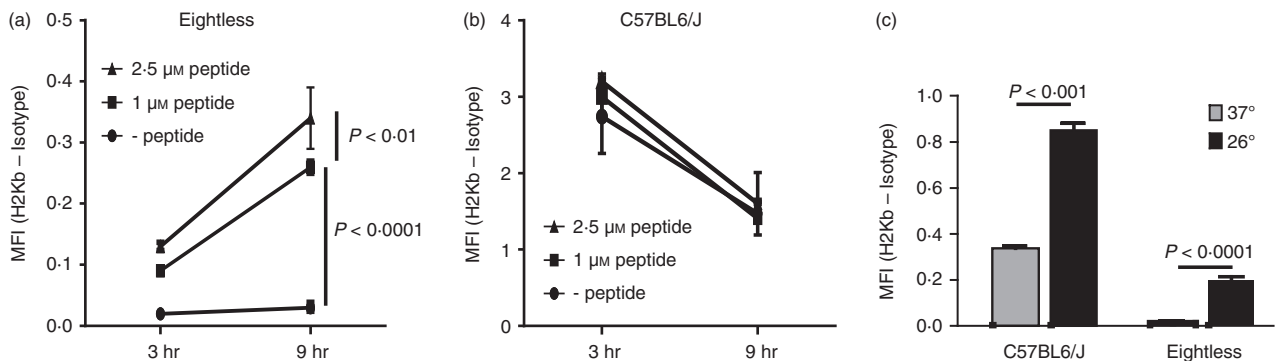 (a)
Eightless
0·5
0·4
0·3
0·2
0·1
0·0
MFI (H2Kb – Isotype)
2·5 μM peptide
1 μM peptide
- peptide
P < 0·01
P < 0·0001
3 hr
9 hr
(b)
C57BL6/J
4
3
2
1
0
MFI (H2Kb – Isotype)
2·5 μM peptide
1 μM peptide
- peptide
3 hr
9 hr
(c)
1·0
0·8
0·6
0·4
0·2
0·0
MFI (H2Kb – Isotype)
P < 0·001
P < 0·0001
37°
26°
C57BL6/J
Eightless